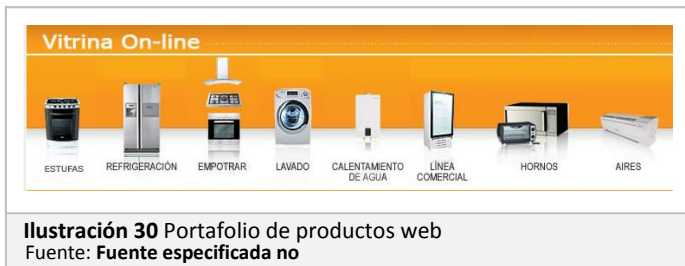 Vitrina On-line
ESTUFAS
REFRIGERACIÓN
EMPOTRAR
LAVADO
CALENTAMIENTO
DE AGUA
LÍNEA
COMERCIAL
HORNOS
AIRES
Ilustración 30 Portafolio de productos web
Fuente: Fuente especificada no